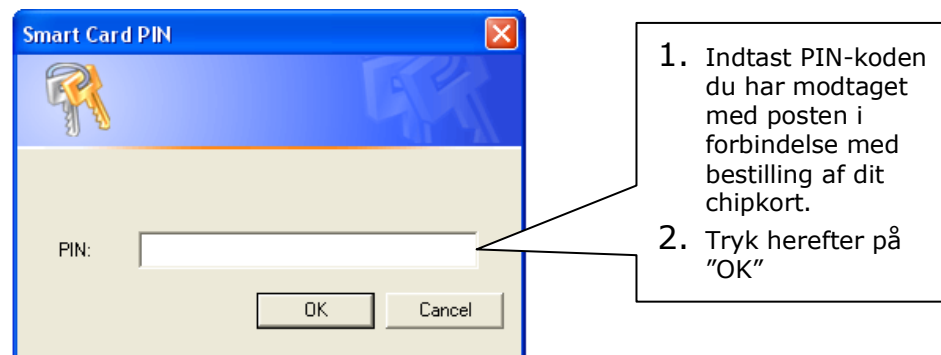 Smart Card PIN
PIN:
OK Cancel
1. Indtast PIN-koden
du har modtaget
med posten i
forbindelse med
bestilling af dit
chipkort.
2. Tryk herefter på
”OK”